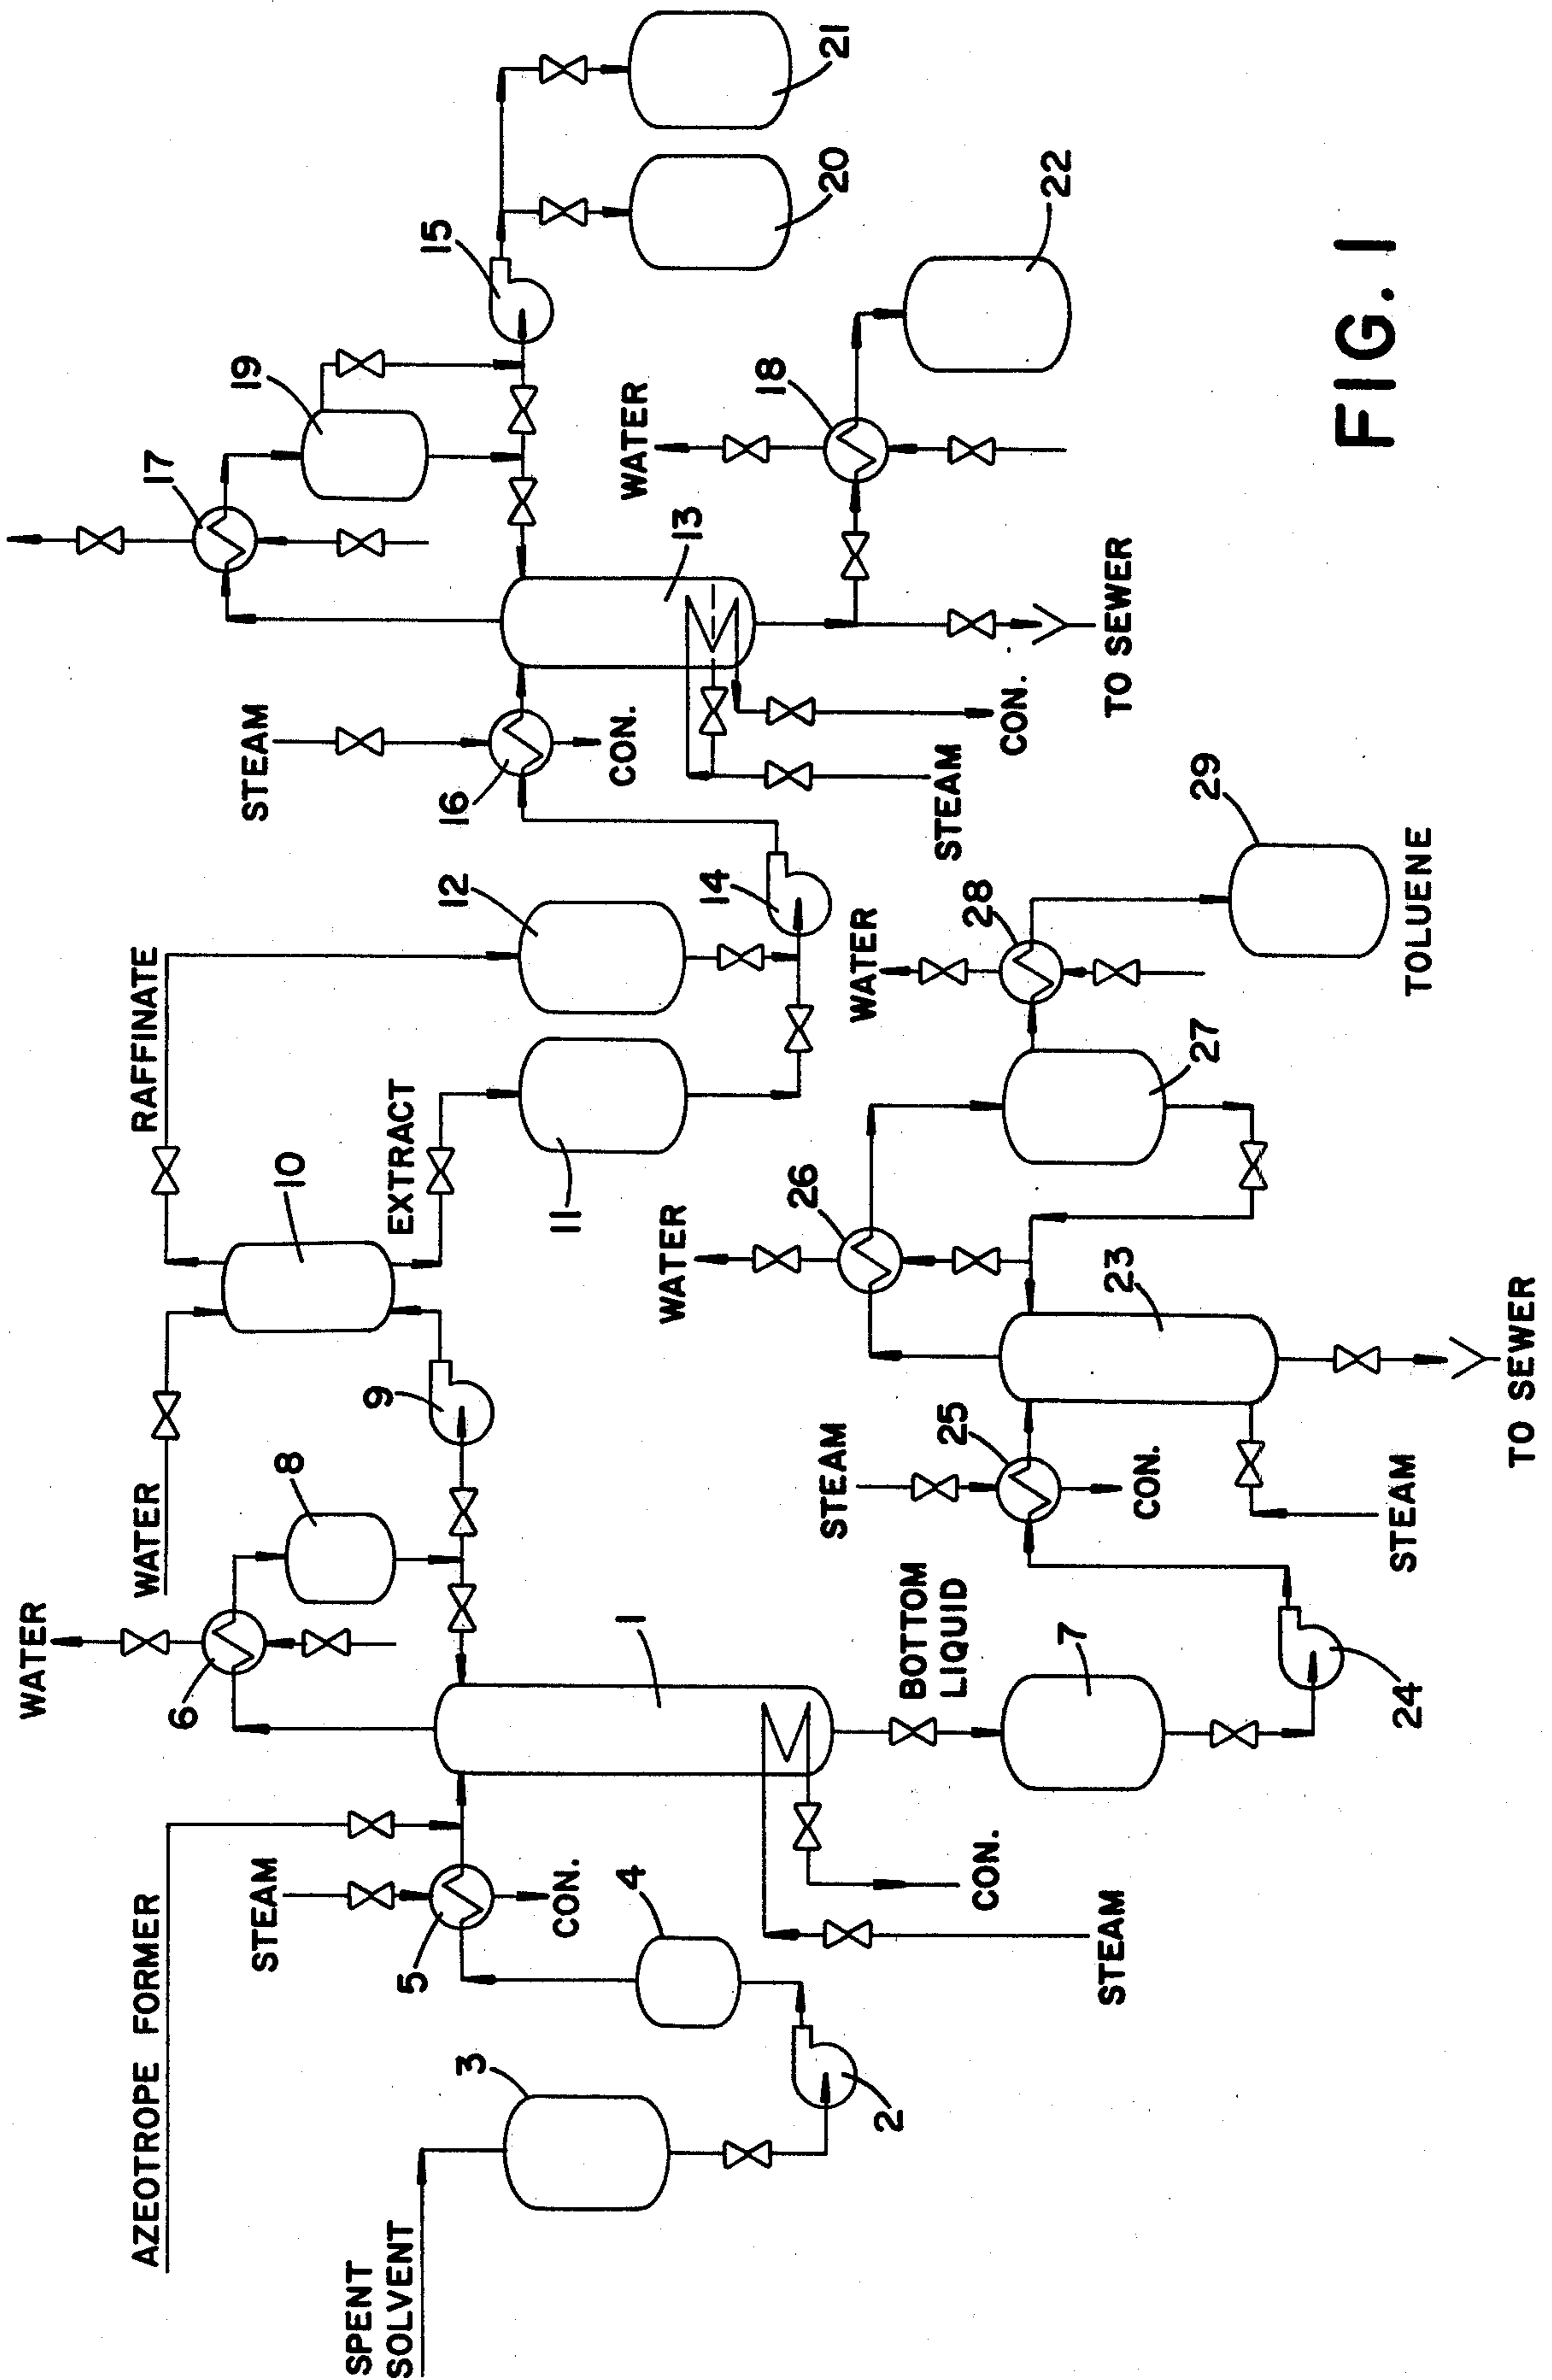 AZEOTROPE FORMER
SPENT
SOLVENT
3
2
4
STEAM
5
CON.
STEAM
CON.
WATER
6
8
1
BOTTOM
LIQUID
7
24
WATER
9
10
RAFFINATE
EXTRACT
11
12
14
STEAM
16
CON.
17
19
15
13
STEAM
CON.
TO SEWER
WATER
18
20
21
22
STEAM
25
CON.
STEAM
23
TO SEWER
WATER
26
27
WATER
28
29
TOLUENE
FIG. 1